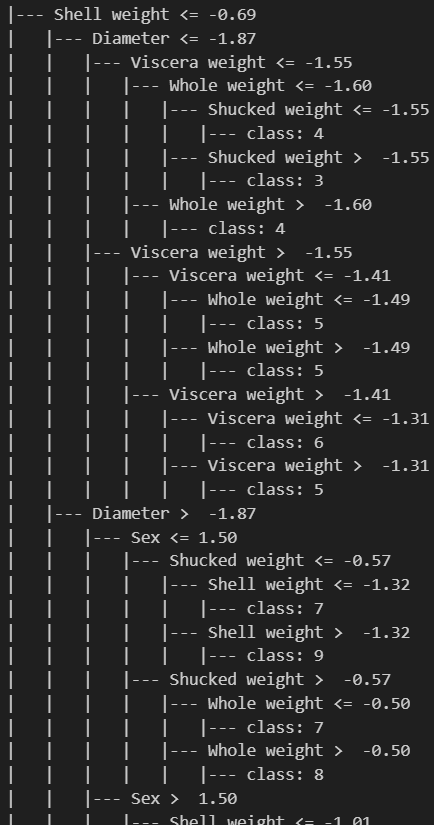 |--- Shell weight <= -0.69
|   |--- Diameter <= -1.87
|   |   |--- Viscera weight <= -1.55
|   |   |   |--- Whole weight <= -1.60
|   |   |   |   |--- Shucked weight <= -1.55
|   |   |   |   |   |--- class: 4
|   |   |   |   |--- Shucked weight >  -1.55
|   |   |   |   |   |--- class: 3
|   |   |   |--- Whole weight >  -1.60
|   |   |   |   |--- class: 4
|   |   |--- Viscera weight >  -1.55
|   |   |   |--- Viscera weight <= -1.41
|   |   |   |   |--- Whole weight <= -1.49
|   |   |   |   |   |--- class: 5
|   |   |   |   |--- Whole weight >  -1.49
|   |   |   |   |   |--- class: 5
|   |   |   |--- Viscera weight >  -1.41
|   |   |   |   |--- Viscera weight <= -1.31
|   |   |   |   |   |--- class: 6
|   |   |   |   |--- Viscera weight >  -1.31
|   |   |   |   |   |--- class: 5
|   |--- Diameter >  -1.87
|   |   |--- Sex <= 1.50
|   |   |   |--- Shucked weight <= -0.57
|   |   |   |   |--- Shell weight <= -1.32
|   |   |   |   |   |--- class: 7
|   |   |   |   |--- Shell weight >  -1.32
|   |   |   |   |   |--- class: 9
|   |   |   |--- Shucked weight >  -0.57
|   |   |   |   |--- Whole weight <= -0.50
|   |   |   |   |   |--- class: 7
|   |   |   |   |--- Whole weight >  -0.50
|   |   |   |   |   |--- class: 8
|   |   |--- Sex >  1.50
|   |   |   |--- Shell weight <= -1.01